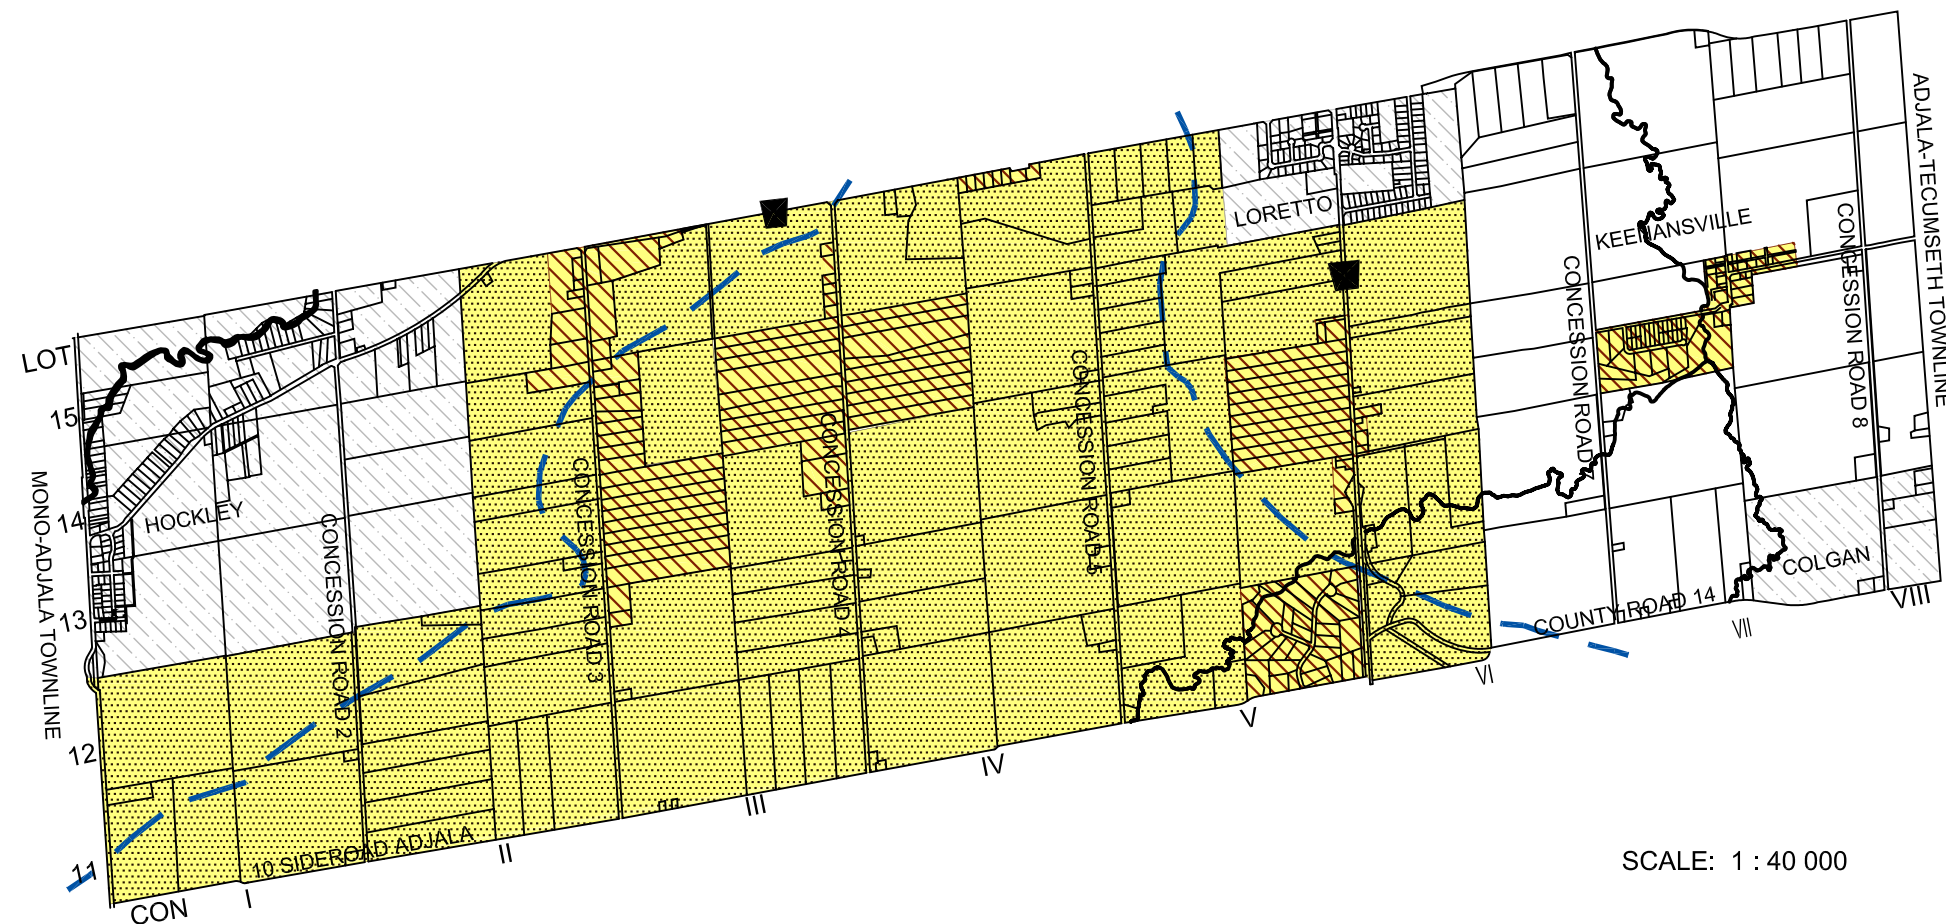 LOT
15
14
13
12
11
CON
I
II
III
IV
V
VI
VII
VIII
MONO-ADJALA TOWNLINE
HOCKLEY
CONCESSION ROAD 2
CONCESSION ROAD 3
CONCESSION ROAD 4
CONCESSION ROAD 5
LORETTO
CONCESSION ROAD 7
KEENANSVILLE
CONCESSION ROAD 8
ADJALA-TECUMSETH TOWNLINE
COLGAN
COUNTY ROAD 14
10 SIDEROAD ADJALA
SCALE: 1 : 40 000